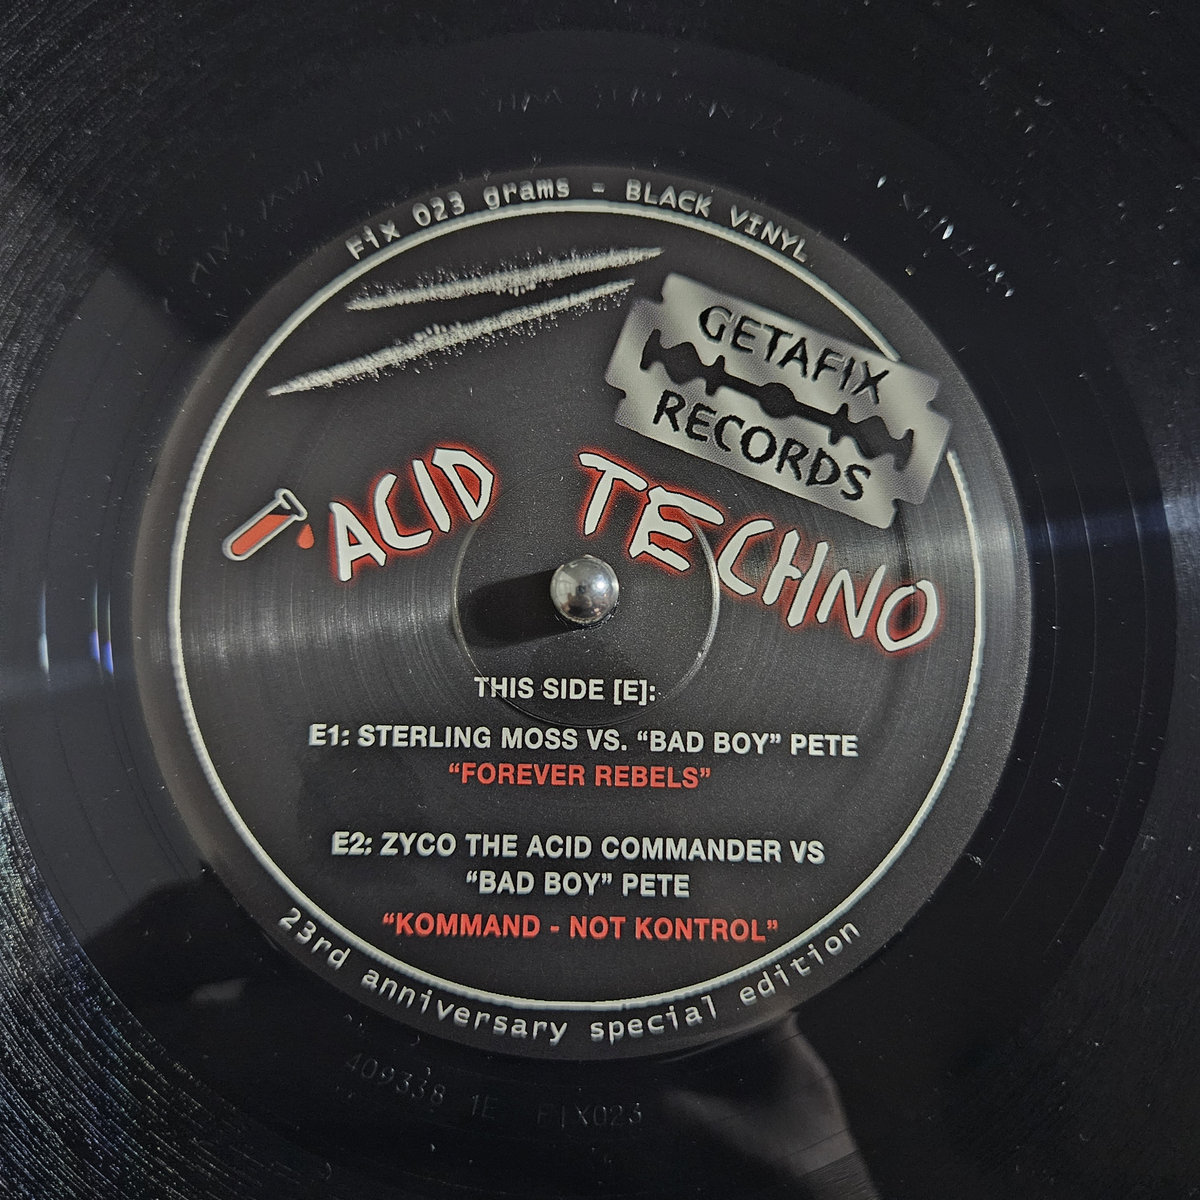 Fix 023 grams - BLACK VINYL
GETAFIX
RECORDS
ACID TECHNO
THIS SIDE [E]:
E1: STERLING MOSS VS. “BAD BOY” PETE
“FOREVER REBELS”
E2: ZYCO THE ACID COMMANDER VS
“BAD BOY” PETE
“KOMMAND - NOT KONTROL”
23rd anniversary special edition
409338 1E FIX023